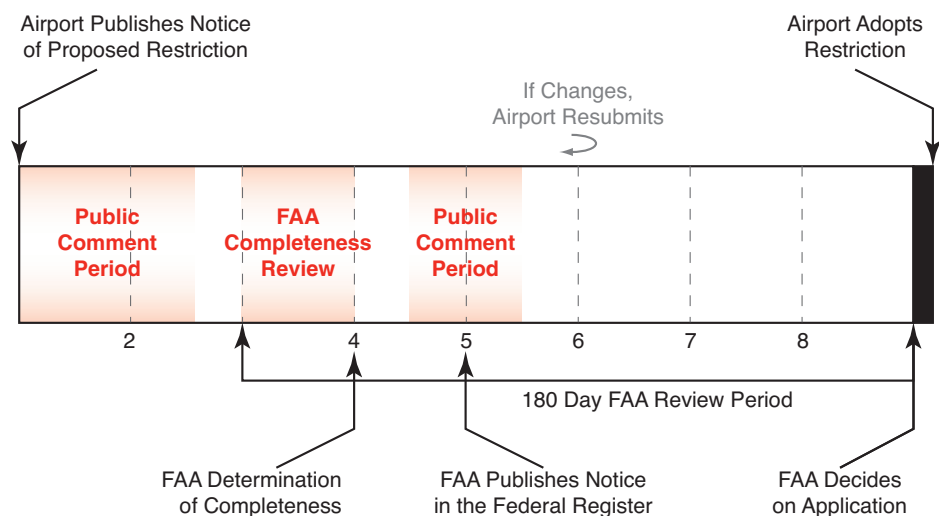 Airport Publishes Notice
of Proposed Restriction
Airport Adopts
Restriction
If Changes,
Airport Resubmits
Public
Comment
Period
FAA
Completeness
Review
Public
Comment
Period
2
4
5
6
7
8
180 Day FAA Review Period
FAA Determination
of Completeness
FAA Publishes Notice
in the Federal Register
FAA Decides
on Application